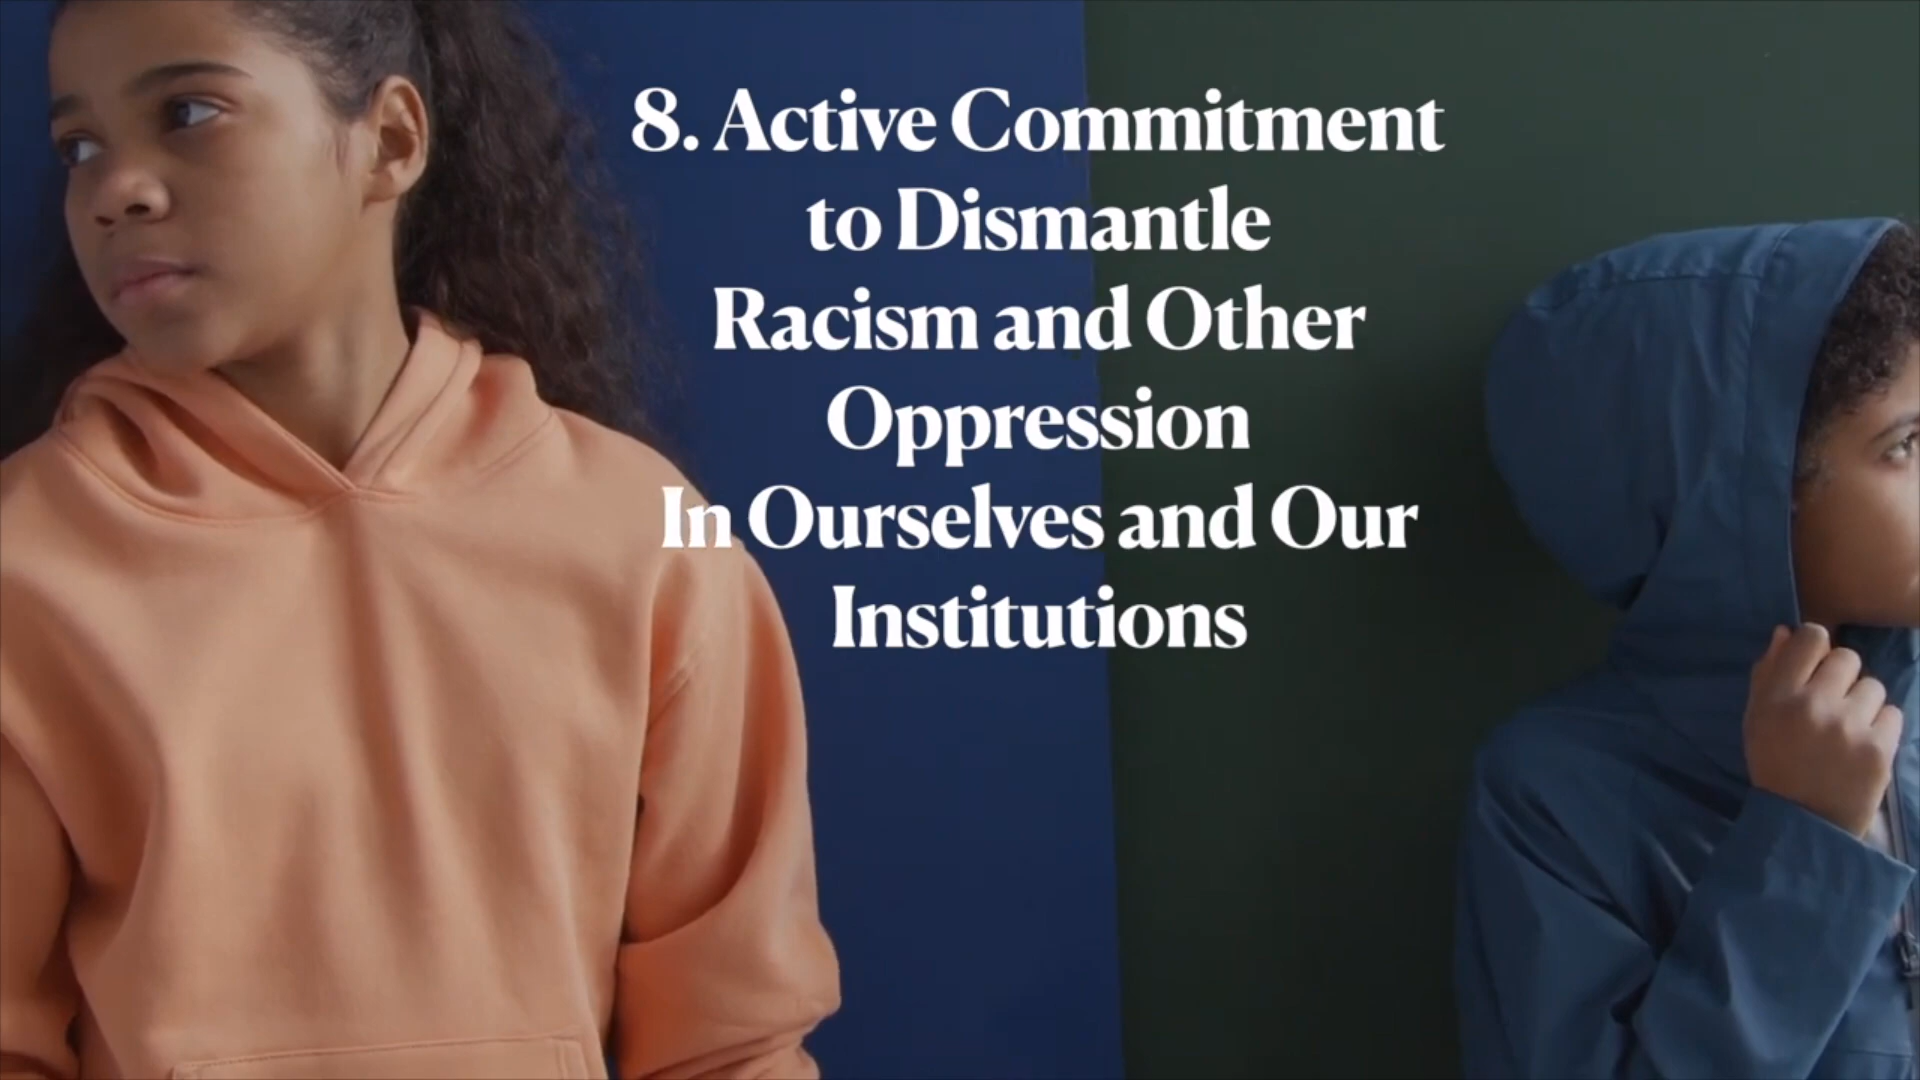 8. Active Commitment
to Dismantle
Racism and Other
Oppression
In Ourselves and Our
Institutions